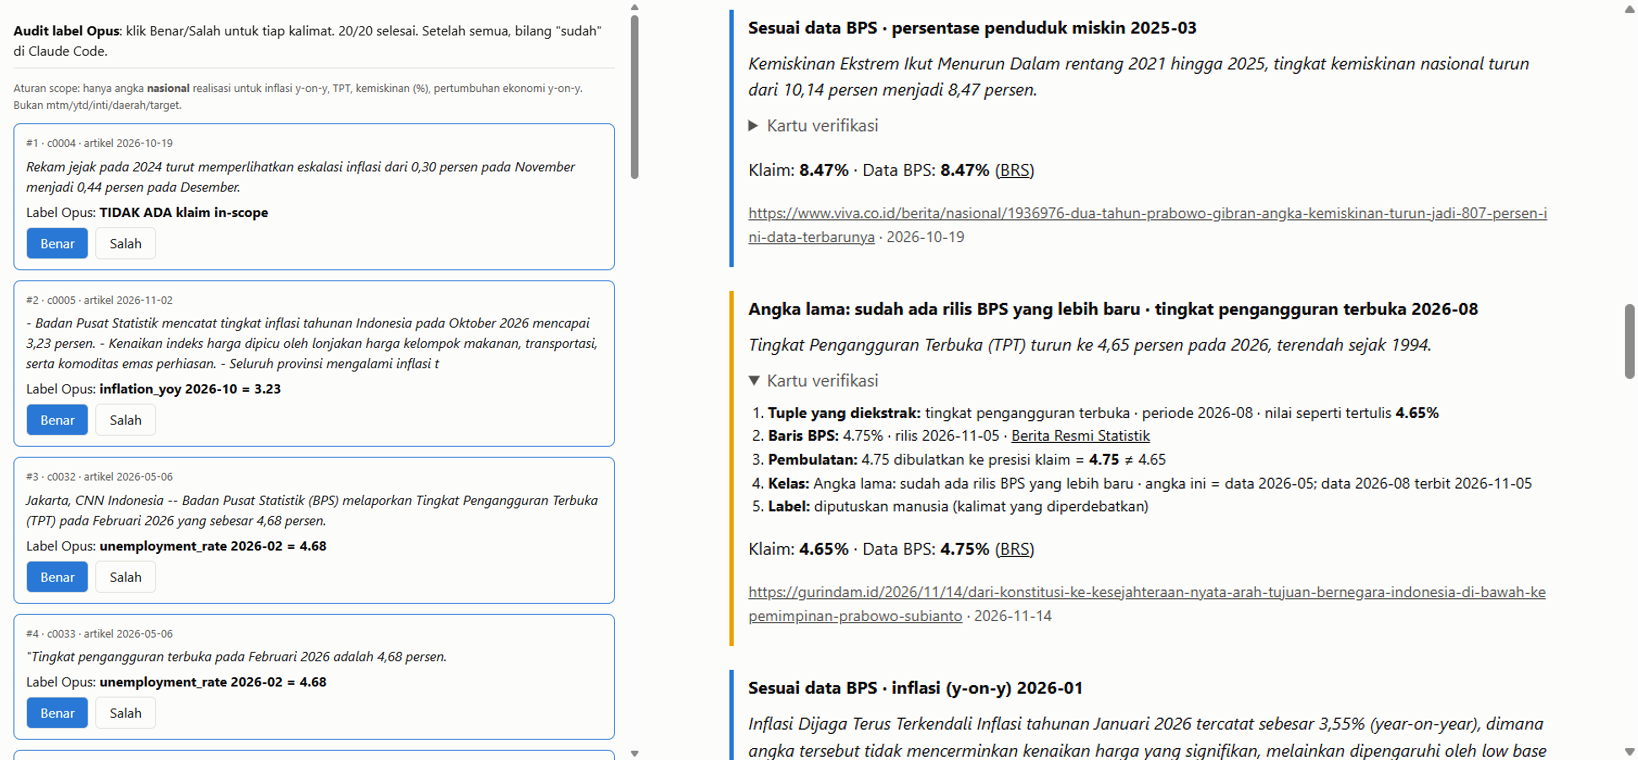 Audit label Opus: klik Benar/Salah untuk tiap kalimat. 20/20 selesai. Setelah semua, bilang "sudah"
di Claude Code.
Aturan scope: hanya angka nasional realisasi untuk inflasi y-on-y, TPT, kemiskinan (%), pertumbuhan ekonomi y-on-y.
Bukan mtm/ytd/inti/daerah/target.
#1 · c0004 · artikel 2026-10-19
Rekam jejak pada 2024 turut memperlihatkan eskalasi inflasi dari 0,30 persen pada November
menjadi 0,44 persen pada Desember.
Label Opus: TIDAK ADA klaim in-scope
Benar Salah
#2 · c0005 · artikel 2026-11-02
- Badan Pusat Statistik mencatat tingkat inflasi tahunan Indonesia pada Oktober 2026 mencapai
3,23 persen. - Kenaikan indeks harga dipicu oleh lonjakan harga kelompok makanan, transportasi,
serta komoditas emas perhiasan. - Seluruh provinsi mengalami inflasi t
Label Opus: inflation_yoy 2026-10 = 3.23
Benar Salah
#3 · c0032 · artikel 2026-05-06
Jakarta, CNN Indonesia -- Badan Pusat Statistik (BPS) melaporkan Tingkat Pengangguran Terbuka
(TPT) pada Februari 2026 yang sebesar 4,68 persen.
Label Opus: unemployment_rate 2026-02 = 4.68
Benar Salah
#4 · c0033 · artikel 2026-05-06
"Tingkat pengangguran terbuka pada Februari 2026 adalah 4,68 persen.
Label Opus: unemployment_rate 2026-02 = 4.68
Benar Salah
Sesuai data BPS · persentase penduduk miskin 2025-03
Kemiskinan Ekstrem Ikut Menurun Dalam rentang 2021 hingga 2025, tingkat kemiskinan nasional turun
dari 10,14 persen menjadi 8,47 persen.
▶ Kartu verifikasi
Klaim: 8.47% · Data BPS: 8.47% (BRS)
https://www.viva.co.id/berita/nasional/1936976-dua-tahun-prabowo-gibran-angka-kemiskinan-turun-jadi-807-persen-i
ni-data-terbarunya · 2026-10-19
Angka lama: sudah ada rilis BPS yang lebih baru · tingkat pengangguran terbuka 2026-08
Tingkat Pengangguran Terbuka (TPT) turun ke 4,65 persen pada 2026, terendah sejak 1994.
▼ Kartu verifikasi
1. Tuple yang diekstrak: tingkat pengangguran terbuka · periode 2026-08 · nilai seperti tertulis 4.65%
2. Baris BPS: 4.75% · rilis 2026-11-05 · Berita Resmi Statistik
3. Pembulatan: 4.75 dibulatkan ke presisi klaim = 4.75 ≠ 4.65
4. Kelas: Angka lama: sudah ada rilis BPS yang lebih baru · angka ini = data 2026-05; data 2026-08 terbit 2026-11-05
5. Label: diputuskan manusia (kalimat yang diperdebatkan)
Klaim: 4.65% · Data BPS: 4.75% (BRS)
https://gurindam.id/2026/11/14/dari-konstitusi-ke-kesejahteraan-nyata-arah-tujuan-bernegara-indonesia-di-bawah-ke
pemimpinan-prabowo-subianto · 2026-11-14
Sesuai data BPS · inflasi (y-on-y) 2026-01
Inflasi Dijaga Terus Terkendali Inflasi tahunan Januari 2026 tercatat sebesar 3,55% (year-on-year), dimana
angka tersebut tidak mencerminkan kenaikan harga yang signifikan, melainkan dipengaruhi oleh low base